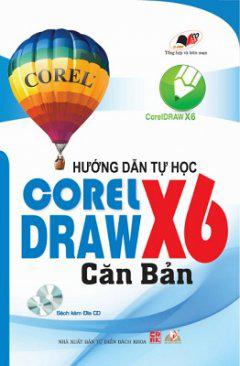 Tổng hợp và biên soạn
COREL
CorelDRAW X6
HƯỚNG DẪN TỰ HỌC
COREL
DRAW X6
Căn Bản
Sách kèm đĩa CD
NHÀ XUẤT BẢN TỪ ĐIỂN BÁCH KHOA